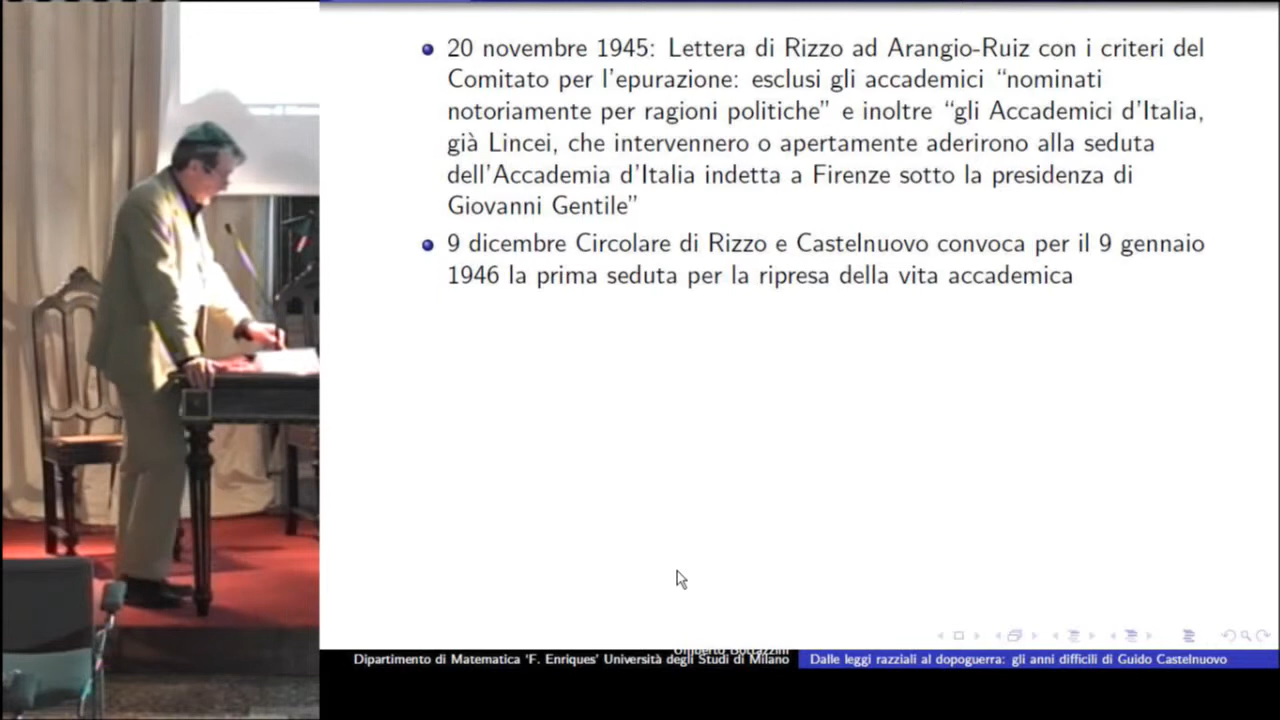 20 novembre 1945: Lettera di Rizzo ad Arangio-Ruiz con i criteri del
Comitato per l'epurazione: esclusi gli accademici “nominati
notoriamente per ragioni politiche” e inoltre “gli Accademici d'Italia,
già Lincei, che intervennero o apertamente aderirono alla seduta
dell'Accademia d'Italia indetta a Firenze sotto la presidenza di
Giovanni Gentile”
9 dicembre Circolare di Rizzo e Castelnuovo convoca per il 9 gennaio
1946 la prima seduta per la ripresa della vita accademica
Umberto Bottazzini
Dipartimento di Matematica ‘F. Enriques’ Università degli Studi di Milano
Dalle leggi razziali al dopoguerra: gli anni difficili di Guido Castelnuovo